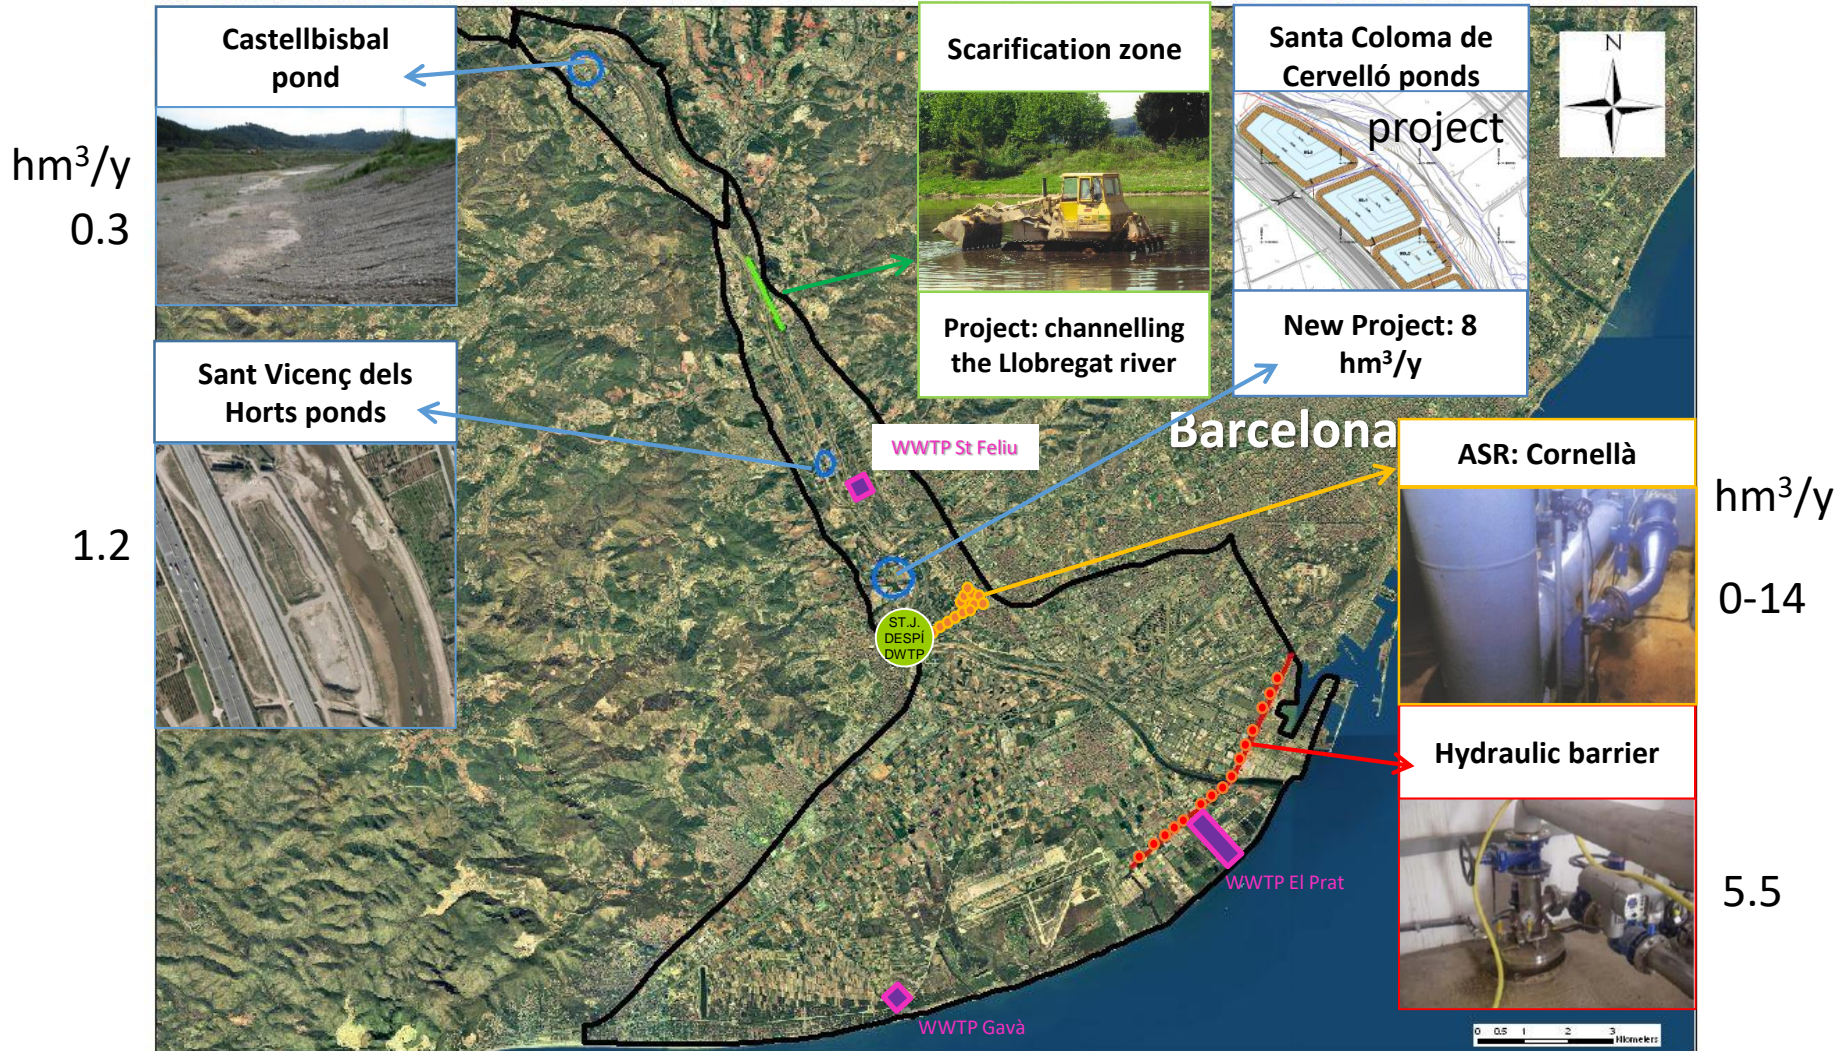 Castellbisbal
pond
hm³/y
0.3
Sant Vicenç dels
Horts ponds
1.2
Scarification zone
Project: channelling
the Llobregat river
Santa Coloma de
Cervelló ponds
project
New Project: 8
hm³/y
N
Barcelona
WWTP St Feliu
ASR: Cornellà
hm³/y
0-14
ST.J.
DESPÍ
DWTP
Hydraulic barrier
5.5
WWTP El Prat
WWTP Gavà
0 0.5 1 2 3
Kilometers